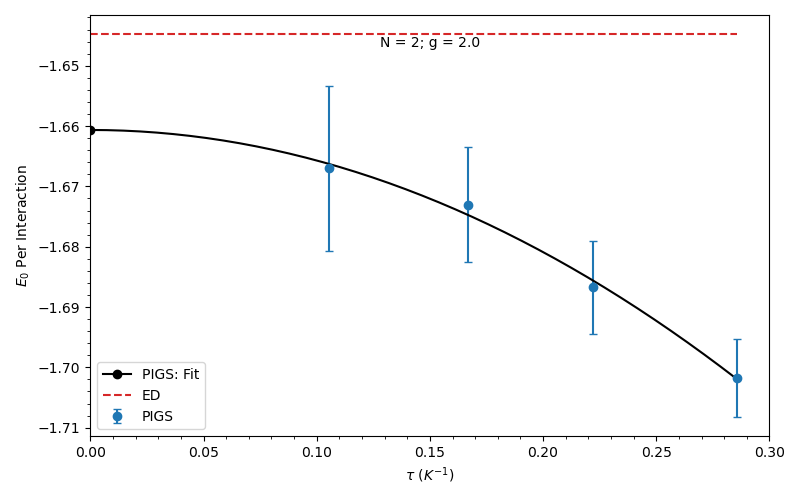 N = 2; g = 2.0
−1.65
−1.66
−1.67
−1.68
−1.69
−1.70
−1.71
E₀ Per Interaction
PIGS: Fit
ED
PIGS
0.00 0.05 0.10 0.15 0.20 0.25 0.30
τ (K⁻¹)